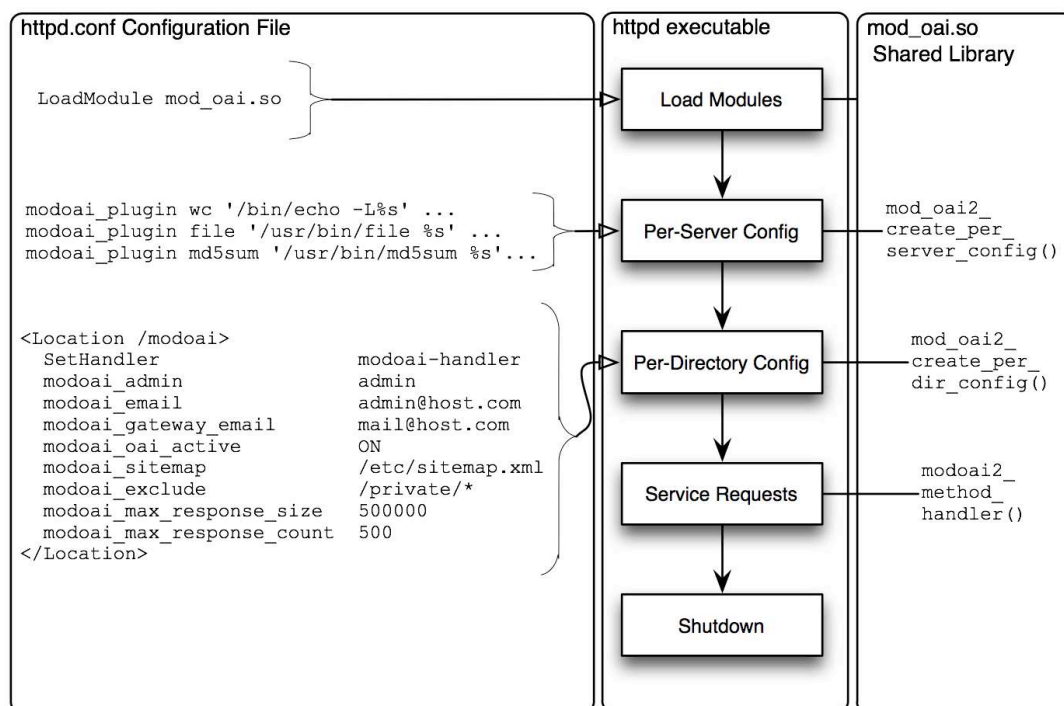 httpd.conf Configuration File
LoadModule mod_oai.so
modoai_plugin wc '/bin/echo -L%s' ...
modoai_plugin file '/usr/bin/file %s' ...
modoai_plugin md5sum '/usr/bin/md5sum %s'...
<Location /modoai>
SetHandler modoai-handler
modoai_admin admin
modoai_email admin@host.com
modoai_gateway_email mail@host.com
modoai_oai_active ON
modoai_sitemap /etc/sitemap.xml
modoai_exclude /private/*
modoai_max_response_size 500000
modoai_max_response_count 500
</Location>
httpd executable
Load Modules
Per-Server Config
Per-Directory Config
Service Requests
Shutdown
mod_oai.so
Shared Library
mod_oai2_
create_per_
server_config()
mod_oai2_
create_per_
dir_config()
modoai2_
method_
handler()